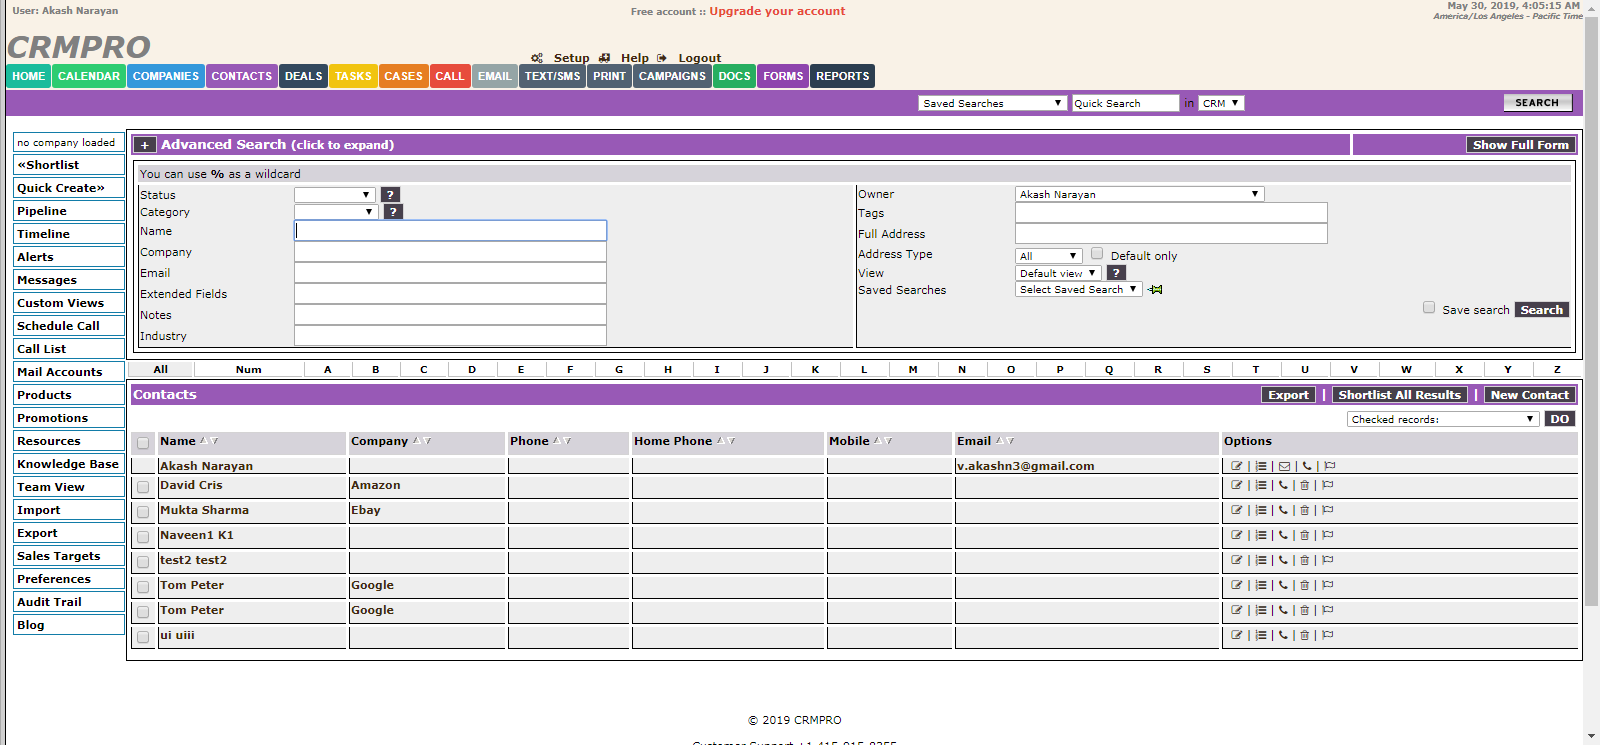 User: Akash Narayan
Free account :: Upgrade your account
May 30, 2019, 4:05:15 AM
America/Los Angeles - Pacific Time
CRMPRO
Setup Help Logout
HOME CALENDAR COMPANIES CONTACTS DEALS TASKS CASES CALL EMAIL TEXT/SMS PRINT CAMPAIGNS DOCS FORMS REPORTS
Saved Searches Quick Search in CRM SEARCH
no company loaded
«Shortlist
Quick Create»
Pipeline
Timeline
Alerts
Messages
Custom Views
Schedule Call
Call List
Mail Accounts
Products
Promotions
Resources
Knowledge Base
Team View
Import
Export
Sales Targets
Preferences
Audit Trail
Blog
+ Advanced Search (click to expand) Show Full Form
You can use % as a wildcard
Status ?
Category ?
Name
Company
Email
Extended Fields
Notes
Industry
Owner Akash Narayan
Tags
Full Address
Address Type All Default only
View Default view ?
Saved Searches Select Saved Search
Save search Search
All Num A B C D E F G H I J K L M N O P Q R S T U V W X Y Z
Contacts Export | Shortlist All Results | New Contact
Checked records: DO
Name Company Phone Home Phone Mobile Email Options
Akash Narayan v.akashn3@gmail.com | | | |
David Cris Amazon | | | |
Mukta Sharma Ebay | | | |
Naveen1 K1 | | | |
test2 test2 | | | |
Tom Peter Google | | | |
Tom Peter Google | | | |
ui uiii | | | |
© 2019 CRMPRO